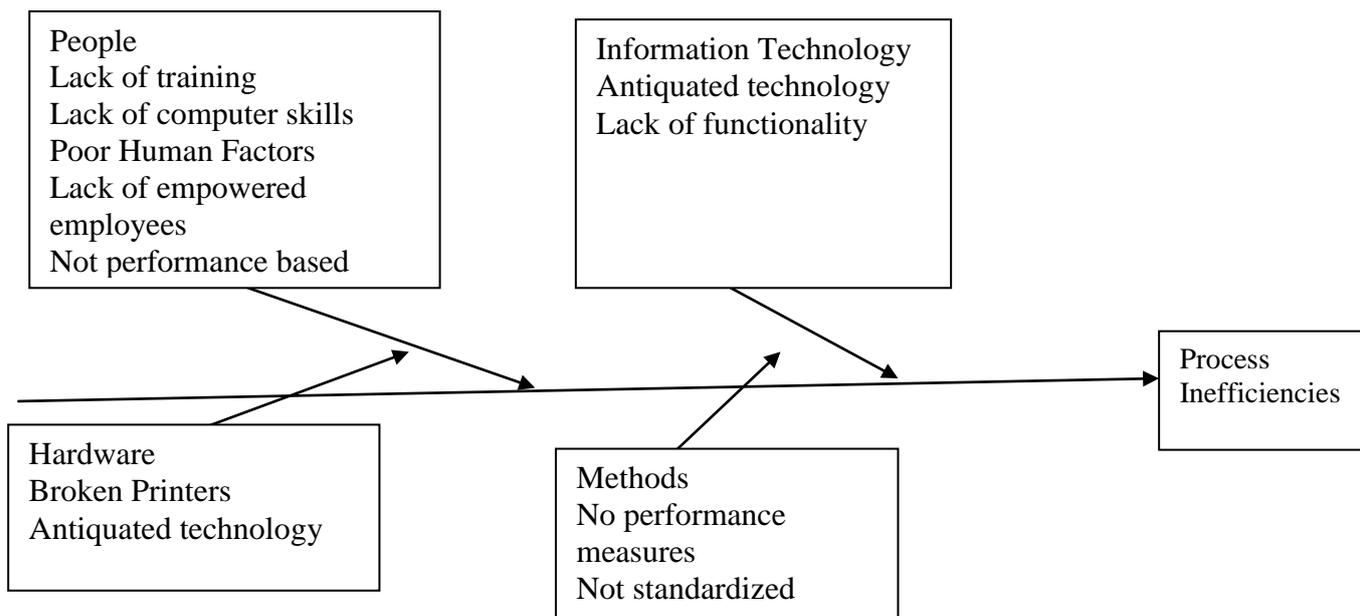 People
Lack of training
Lack of computer skills
Poor Human Factors
Lack of empowered
employees
Not performance based
Information Technology
Antiquated technology
Lack of functionality
Process
Inefficiencies
Hardware
Broken Printers
Antiquated technology
Methods
No performance
measures
Not standardized